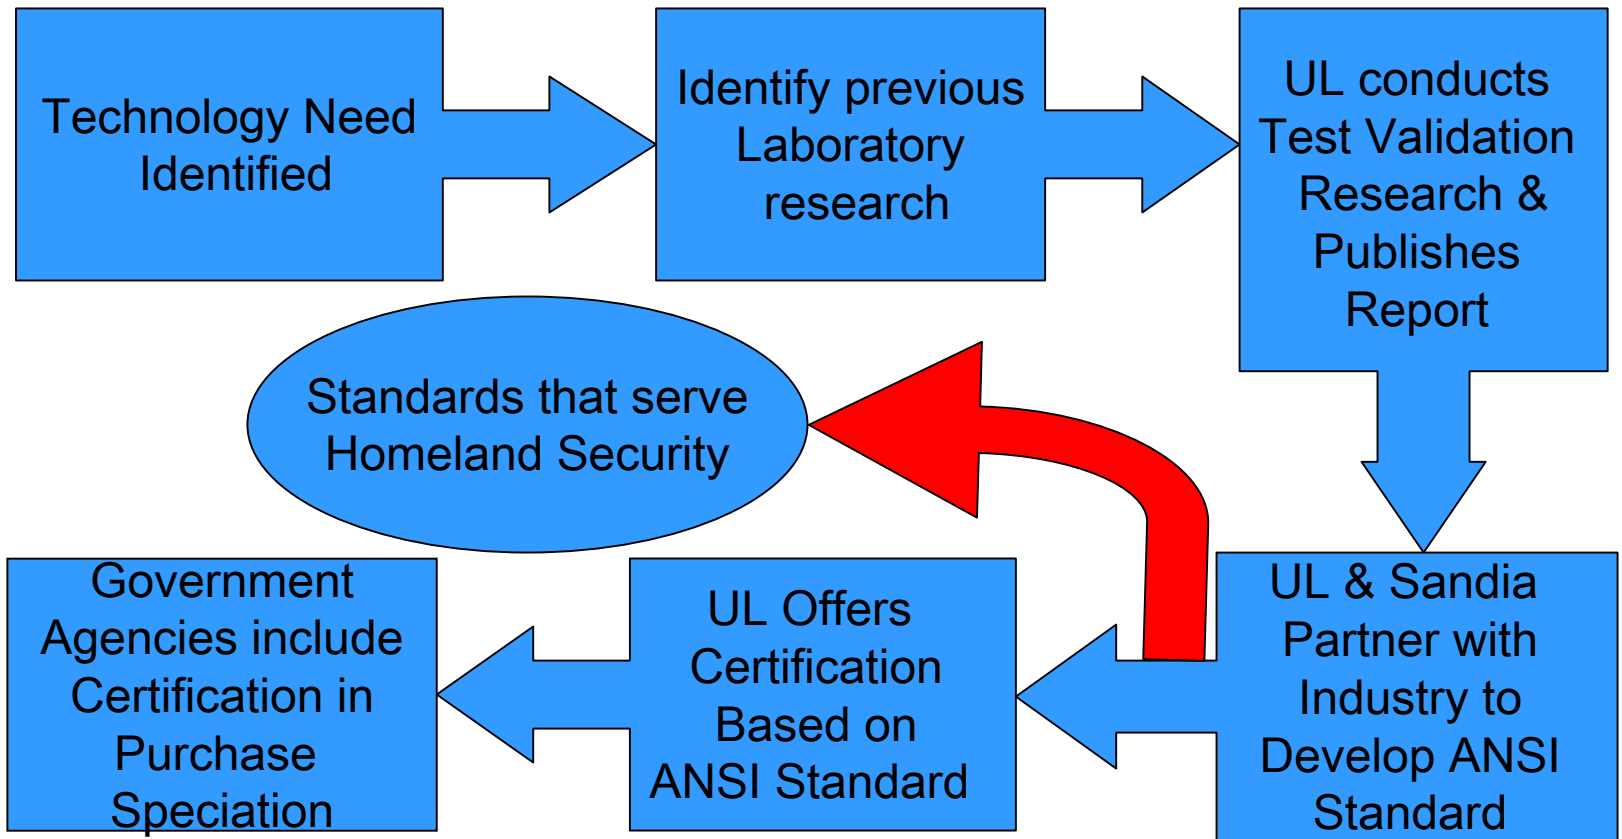 Technology Need
Identified
Identify previous
Laboratory
research
UL conducts
Test Validation
Research &
Publishes
Report
Standards that serve
Homeland Security
Government
Agencies include
Certification in
Purchase
Speciation
UL Offers
Certification
Based on
ANSI Standard
UL & Sandia
Partner with
Industry to
Develop ANSI
Standard